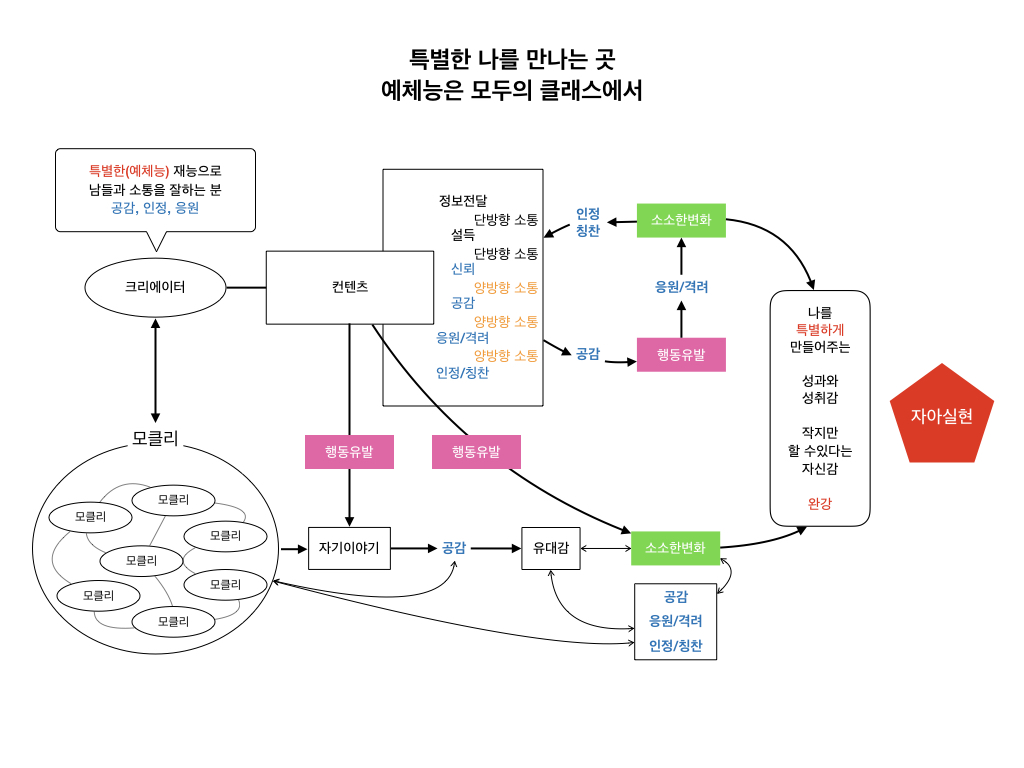 특별한 나를 만나는 곳
예체능은 모두의 클래스에서
특별한(예체능) 재능으로
남들과 소통을 잘하는 분
공감, 인정, 응원
크리에이터
컨텐츠
정보전달
단방향 소통
설득
단방향 소통
신뢰
양방향 소통
공감
양방향 소통
응원/격려
양방향 소통
인정/칭찬
인정
칭찬
소소한변화
응원/격려
공감
행동유발
나를
특별하게
만들어주는
성과와
성취감
작지만
할 수있다는
자신감
완강
자아실현
모클리
모클리
모클리
모클리
모클리
모클리
모클리
모클리
행동유발
행동유발
자기이야기
공감
유대감
소소한변화
공감
응원/격려
인정/칭찬